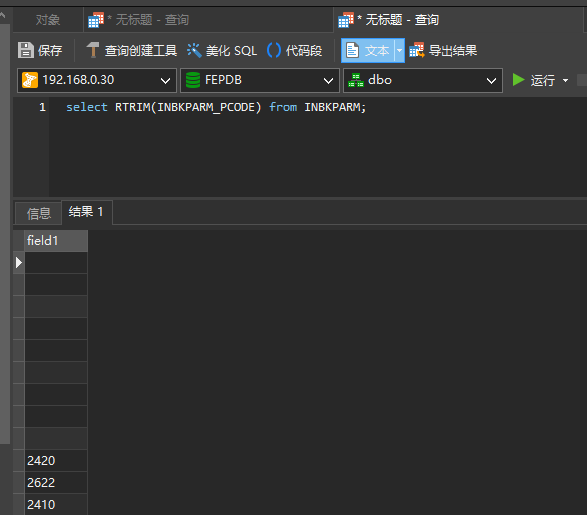 对象 * 无标题 - 查询 * 无标题 - 查询
保存 查询创建工具 美化 SQL 代码段 文本 导出结果
192.168.0.30 FEPDB dbo 运行
1 select RTRIM(INBKPARM_PCODE) from INBKPARM;
信息 结果 1
field1
2420
2622
2410